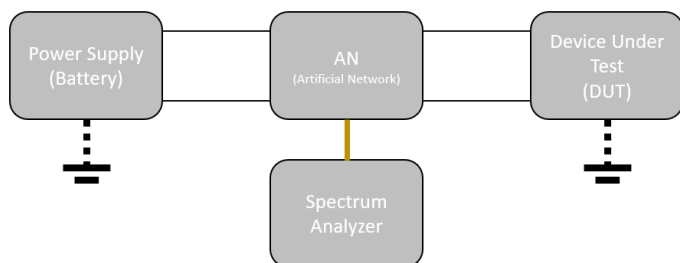 Power Supply
(Battery)
AN
(Artificial Network)
Device Under
Test
(DUT)
Spectrum
Analyzer